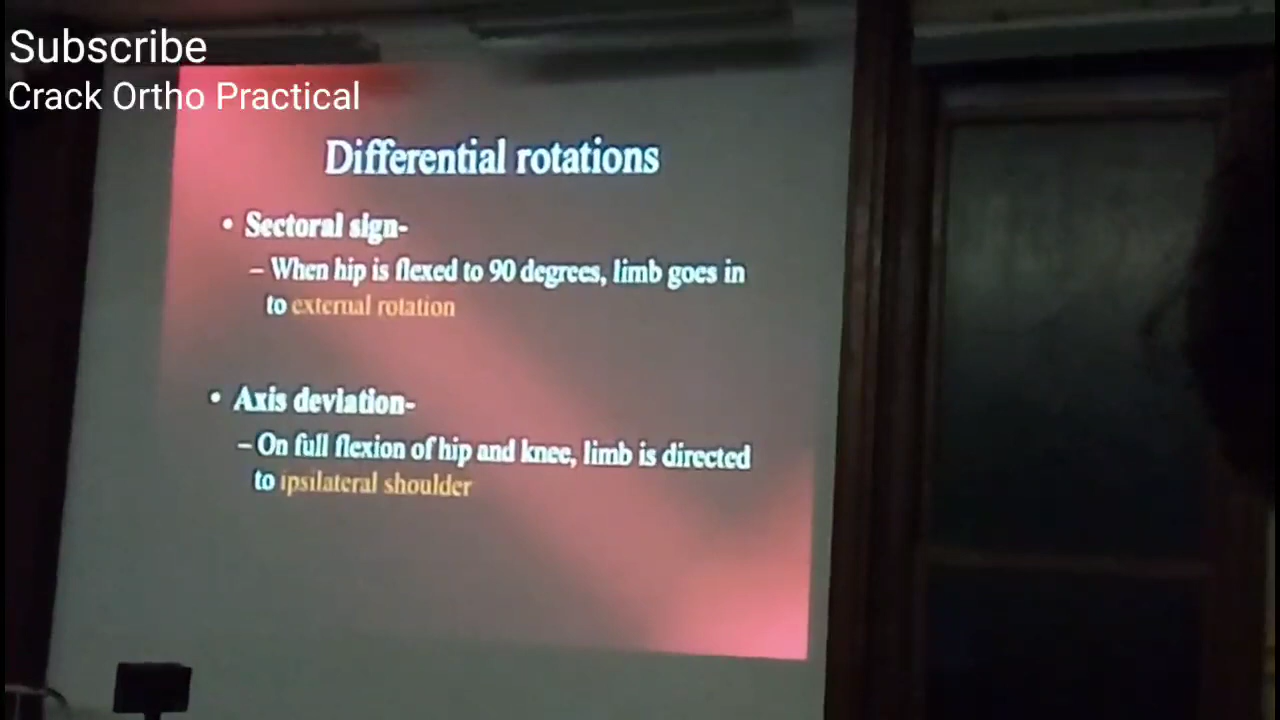 Subscribe
Crack Ortho Practical
Differential rotations
• Sectoral sign-
– When hip is flexed to 90 degrees, limb goes in
to external rotation
• Axis deviation-
– On full flexion of hip and knee, limb is directed
to ipsilateral shoulder